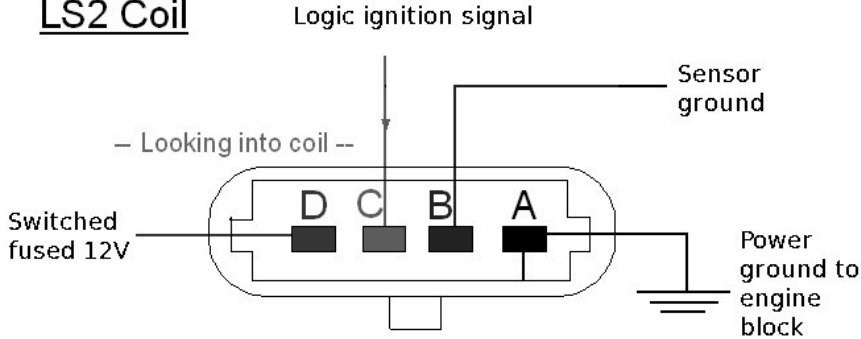 LS2 Coil
Logic ignition signal
Sensor
ground
-- Looking into coil --
D C B A
Switched
fused 12V
Power
ground to
engine
block